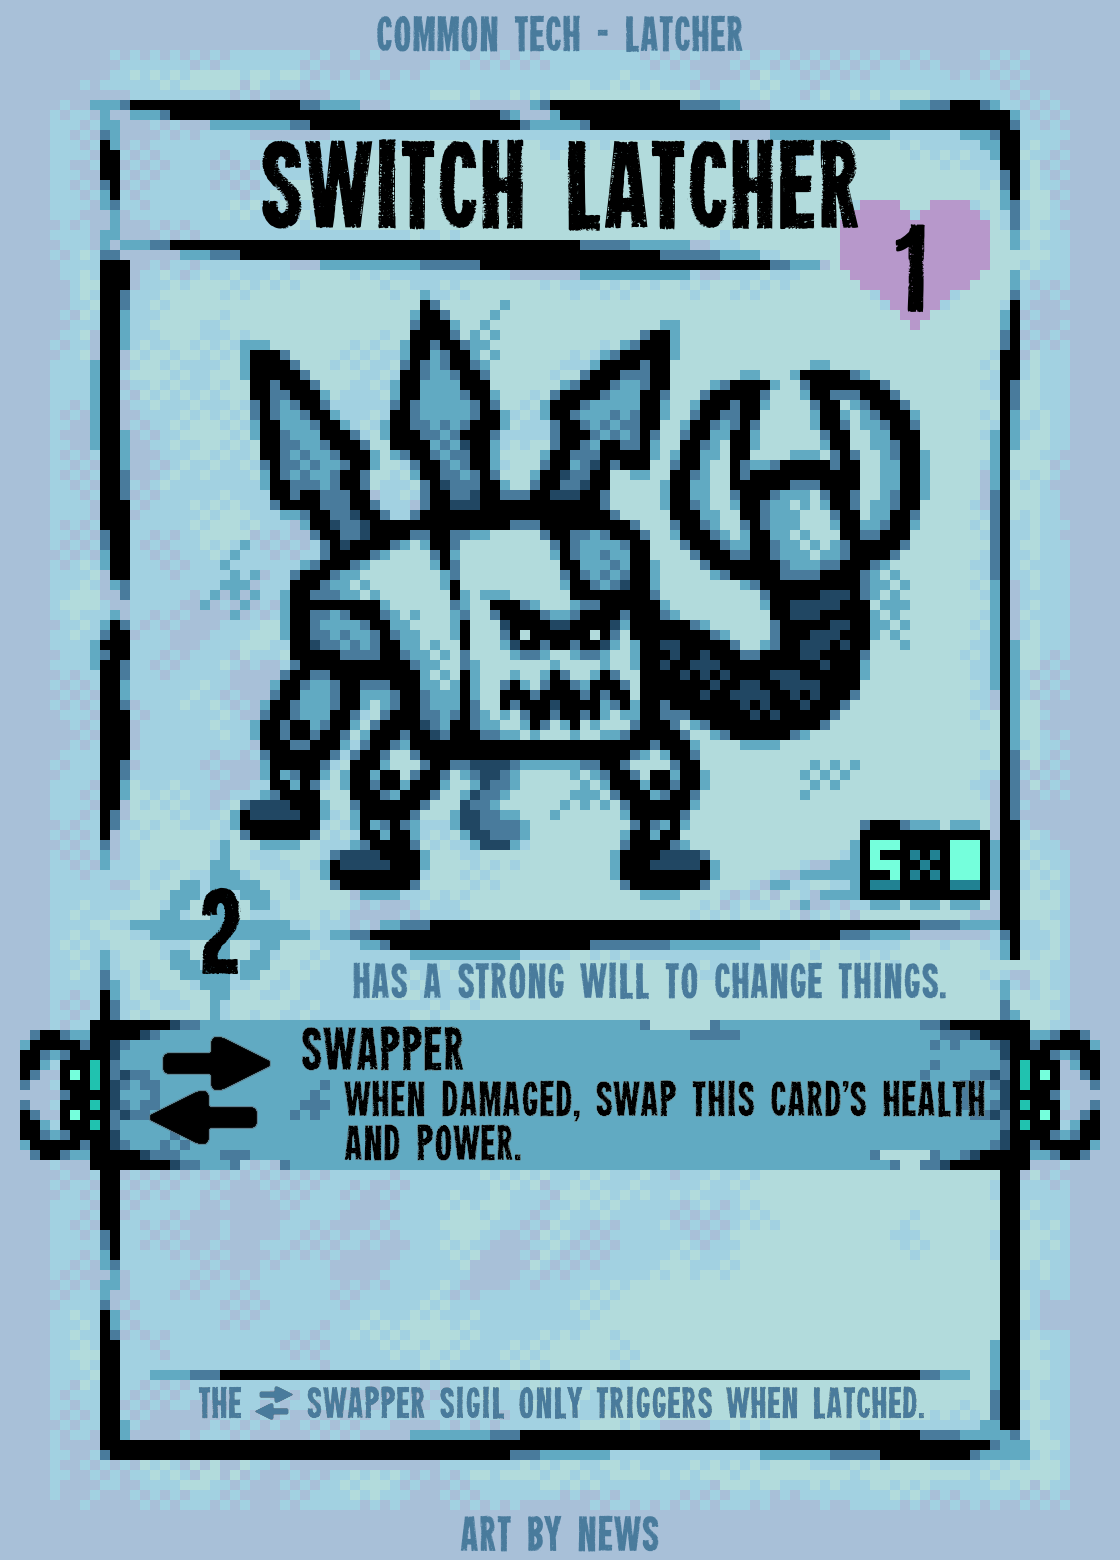 COMMON TECH - LATCHER
SWITCH LATCHER
1
5×
2
HAS A STRONG WILL TO CHANGE THINGS.
SWAPPER
WHEN DAMAGED, SWAP THIS CARD'S HEALTH
AND POWER.
THE SWAPPER SIGIL ONLY TRIGGERS WHEN LATCHED.
ART BY NEWS